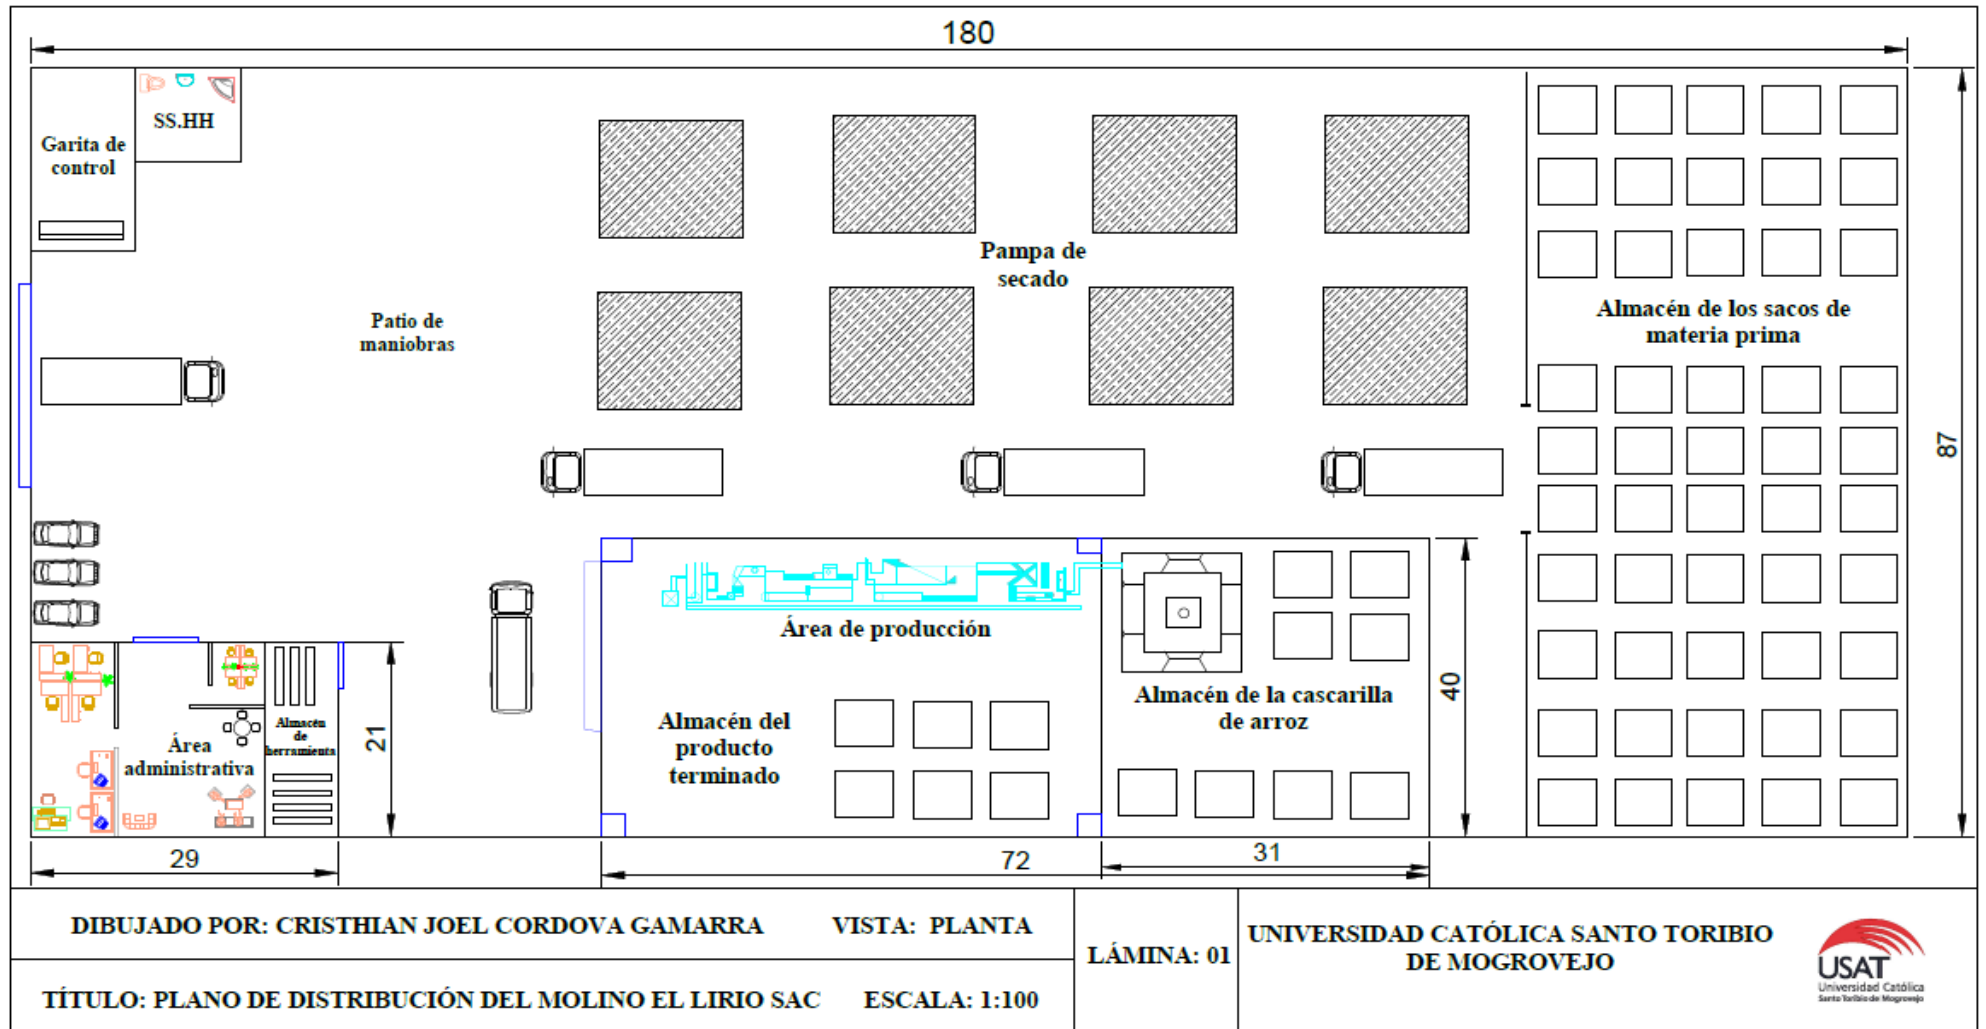 180
SS.HH
Garita de
control
Pampa de
secado
Patio de
maniobras
Almacén de los sacos de
materia prima
87
Área de producción
Almacén de la cascarilla
de arroz
40
Almacén del
producto
terminado
Almacén
de
herramienta
Área
administrativa
21
29
72
31
DIBUJADO POR: CRISTHIAN JOEL CORDOVA GAMARRA VISTA: PLANTA
TÍTULO: PLANO DE DISTRIBUCIÓN DEL MOLINO EL LIRIO SAC ESCALA: 1:100
LÁMINA: 01
UNIVERSIDAD CATÓLICA SANTO TORIBIO
DE MOGROVEJO
USAT
Universidad Católica
Santo Toribio de Mogrovejo